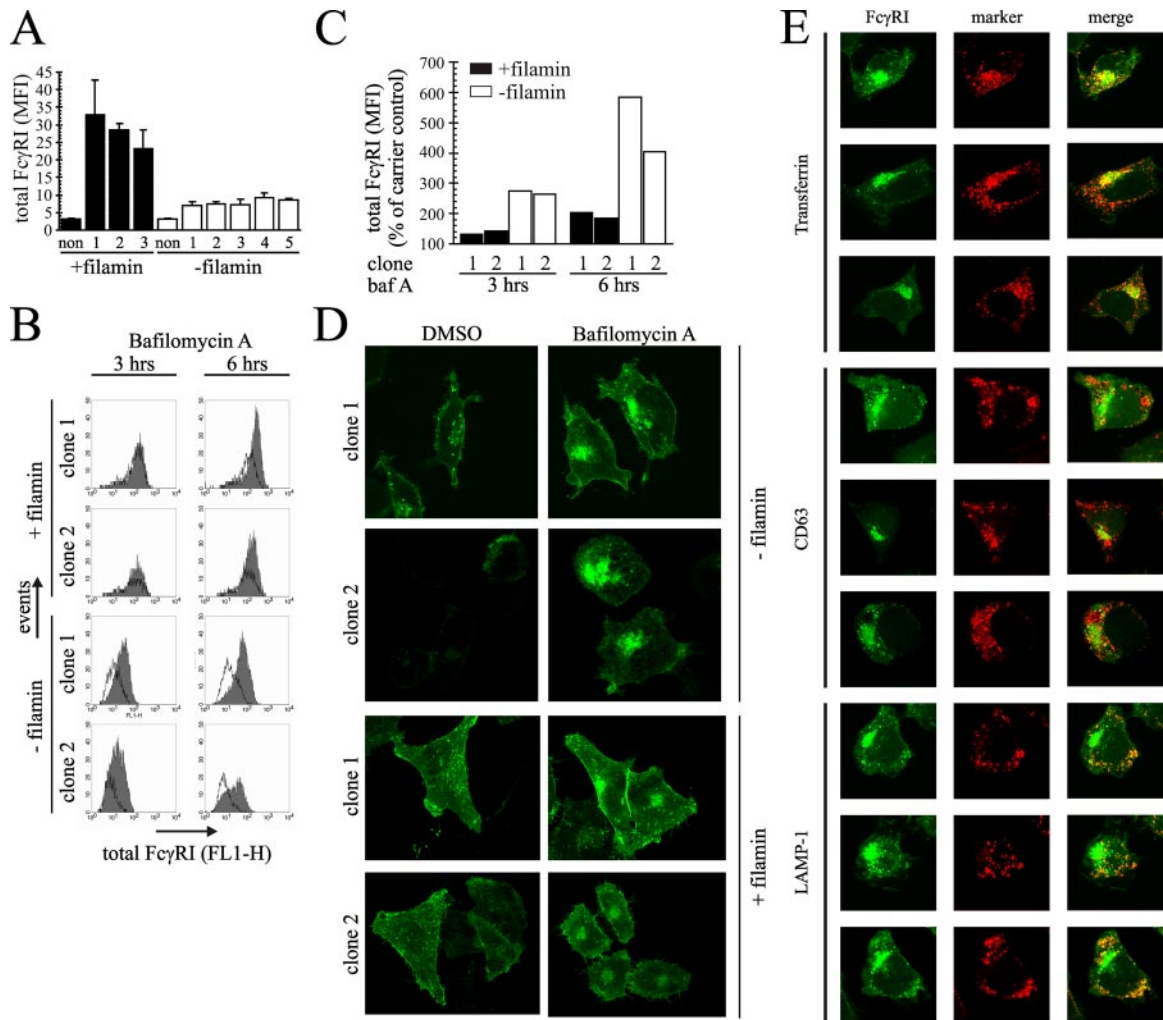 A
total FcγRI (MFI)
45
40
35
30
25
20
15
10
5
0
non 1 2 3 non 1 2 3 4 5
+filamin -filamin
B
Bafilomycin A
3 hrs 6 hrs
+ filamin
clone 1
clone 2
- filamin
clone 1
clone 2
events
FL1-H
total FcγRI (FL1-H)
C
total FcγRI (MFI)
(% of carrier control)
700
600
500
400
300
200
100
+filamin
-filamin
clone 1 2 1 2 1 2 1 2
baf A 3 hrs 6 hrs
D
DMSO Bafilomycin A
clone 1
clone 2
- filamin
clone 1
clone 2
+ filamin
E
FcγRI marker merge
Transferrin
CD63
LAMP-1